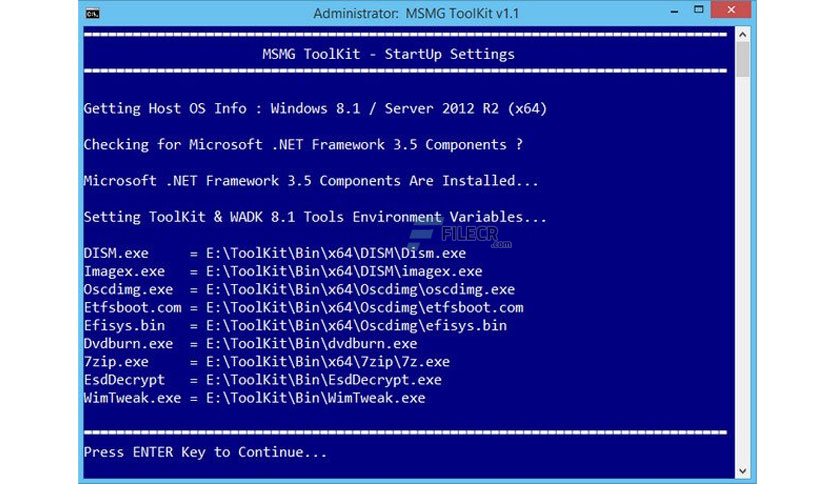 Administrator: MSMG ToolKit v1.1
MSMG ToolKit - StartUp Settings
Getting Host OS Info : Windows 8.1 / Server 2012 R2 (x64)
Checking for Microsoft .NET Framework 3.5 Components ?
Microsoft .NET Framework 3.5 Components Are Installed...
Setting ToolKit & WADK 8.1 Tools Environment Variables...
FILECR
.com
DISM.exe = E:\ToolKit\Bin\x64\DISM\Dism.exe
Imagex.exe = E:\ToolKit\Bin\x64\DISM\imagex.exe
Oscdimg.exe = E:\ToolKit\Bin\x64\Oscdimg\oscdimg.exe
Etfsboot.com = E:\ToolKit\Bin\x64\Oscdimg\etfsboot.com
Efisys.bin = E:\ToolKit\Bin\x64\Oscdimg\efisys.bin
Dvdburn.exe = E:\ToolKit\Bin\dvdburn.exe
7zip.exe = E:\ToolKit\Bin\x64\7zip\7z.exe
EsdDecrypt = E:\ToolKit\Bin\EsdDecrypt.exe
WimTweak.exe = E:\ToolKit\Bin\WimTweak.exe
Press ENTER Key to Continue...